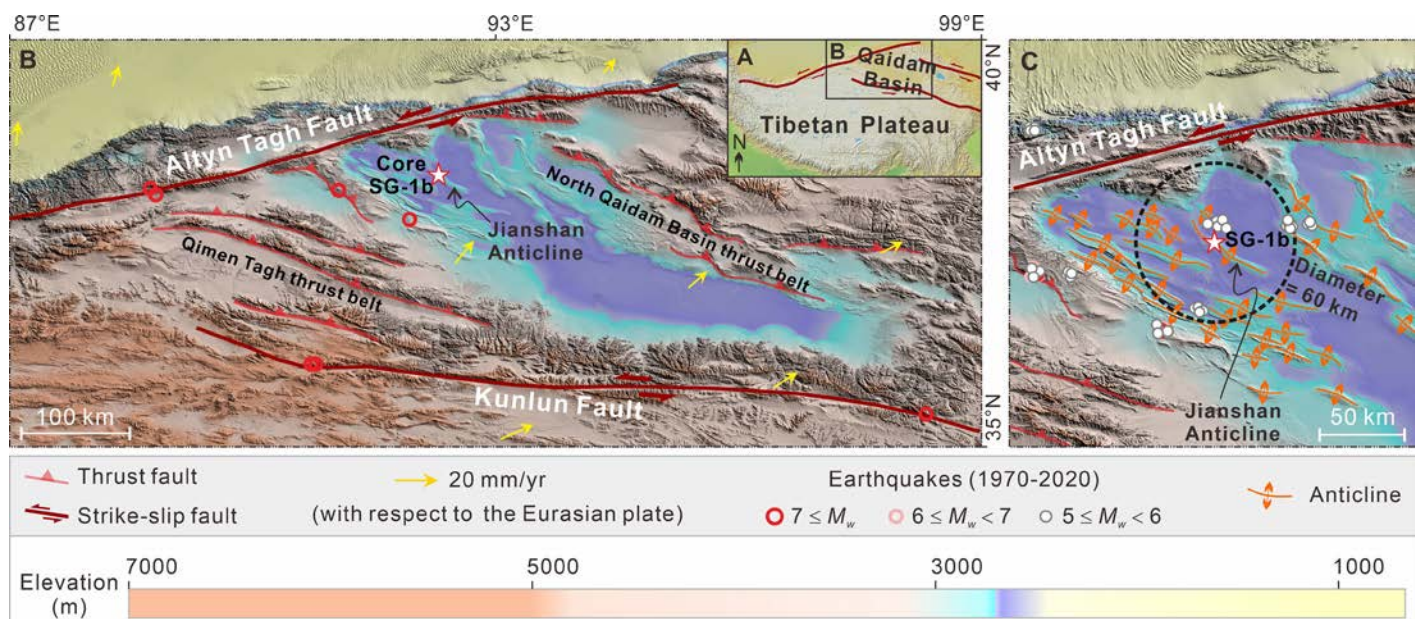 87°E
93°E
99°E
B
A
B
Qaidam
Basin
Tibetan Plateau
N
40°N
C
Altyn Tagh Fault
Core
SG-1b
Jianshan
Anticline
North Qaidam Basin thrust belt
Qimen Tagh thrust belt
Kunlun Fault
100 km
35°N
Altyn Tagh Fault
SG-1b
Diameter
= 60 km
Jianshan
Anticline
50 km
Thrust fault
20 mm/yr
Earthquakes (1970-2020)
Anticline
Strike-slip fault
(with respect to the Eurasian plate)
7 ≤ Mw
6 ≤ Mw < 7
5 ≤ Mw < 6
Elevation
(m)
7000
5000
3000
1000